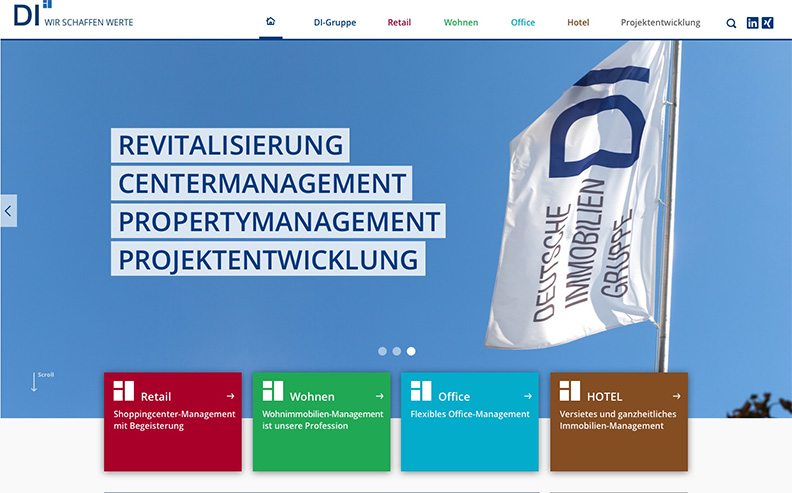 DI WIR SCHAFFEN WERTE
DI-Gruppe Retail Wohnen Office Hotel Projektentwicklung
REVITALISIERUNG
CENTERMANAGEMENT
PROPERTYMANAGEMENT
PROJEKTENTWICKLUNG
DI
DEUTSCHE
IMMOBILIEN
GRUPPE
Scroll
Retail
Shoppingcenter-Management
mit Begeisterung
Wohnen
Wohnimmobilien-Management
ist unsere Profession
Office
Flexibles Office-Management
HOTEL
Versietes und ganzheitliches
Immobilien-Management